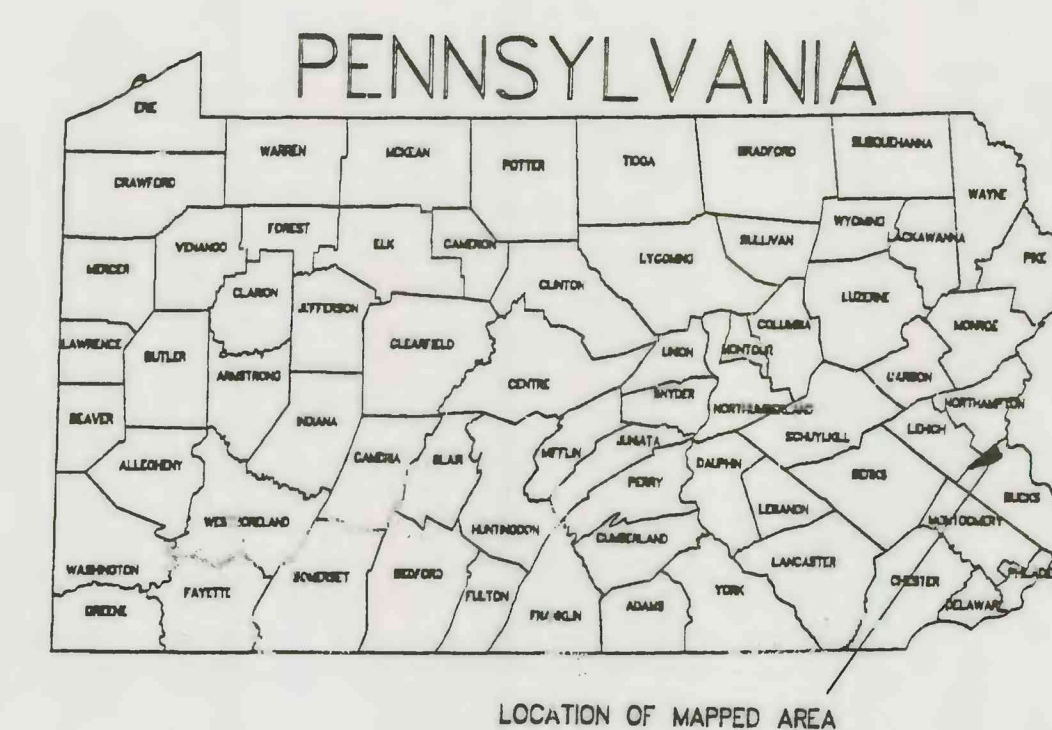 PENNSYLVANIA
ERIE
WARREN
MCKEAN
POTTER
TIOGA
BRADFORD
SUSQUEHANNA
CRAWFORD
WAYNE
FOREST
WYOMING
VENANGO
ELK
CAMERON
SULLIVAN
LACKAWANNA
LYCOMING
PIKE
MERCER
CLARION
CLINTON
JEFFERSON
LUZERNE
COLUMBIA
MONROE
LAWRENCE
BUTLER
CLEARFIELD
UNION
MONTOUR
ARMSTRONG
CARBON
CENTRE
SNYDER
NORTHUMBERLAND
NORTHAMPTON
BEAVER
INDIANA
LEHIGH
SCHUYLKILL
JUNIATA
MIFFLIN
CAMBRIA
BLAIR
ALLEGHENY
DAUPHIN
BERKS
PERRY
BUCKS
LEBANON
WES MORELAND
HUNTINGDON
MONTGOMERY
CUMBERLAND
LANCASTER
WASHINGTON
SOMERSET
BEDFORD
CHESTER
PHILADE
FAYETTE
FULTON
YORK
GREENE
FRANKLIN
ADAMS
DELAWARE
LOCATION OF MAPPED AREA